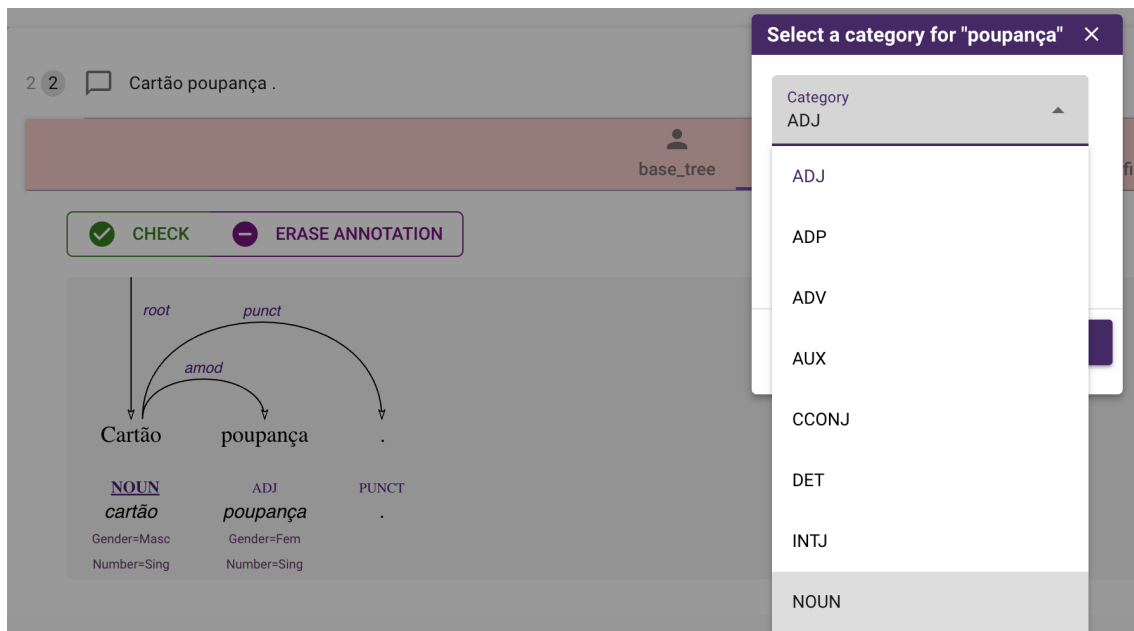 Select a category for "poupança"
2 2 Cartão poupança .
Category
ADJ
base_tree
fi
ADJ
ADP
ADV
AUX
CCONJ
DET
INTJ
NOUN
CHECK ERASE ANNOTATION
root punct
amod
Cartão poupança .
NOUN ADJ PUNCT
cartão poupança .
Gender=Masc Gender=Fem
Number=Sing Number=Sing